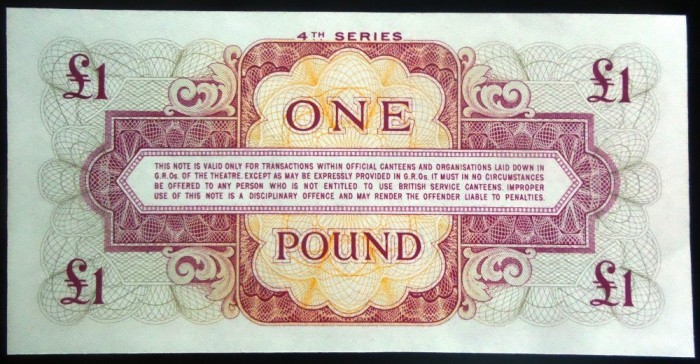 4TH SERIES
£1 £1
ONE
THIS NOTE IS VALID ONLY FOR TRANSACTIONS WITHIN OFFICIAL CANTEENS AND ORGANISATIONS LAID DOWN IN
G.R.Os. OF THE THEATRE. EXCEPT AS MAY BE EXPRESSLY PROVIDED IN G.R.Os. IT MUST IN NO CIRCUMSTANCES
BE OFFERED TO ANY PERSON WHO IS NOT ENTITLED TO USE BRITISH SERVICE CANTEENS. IMPROPER
USE OF THIS NOTE IS A DISCIPLINARY OFFENCE AND MAY RENDER THE OFFENDER LIABLE TO PENALTIES.
POUND
£1 £1